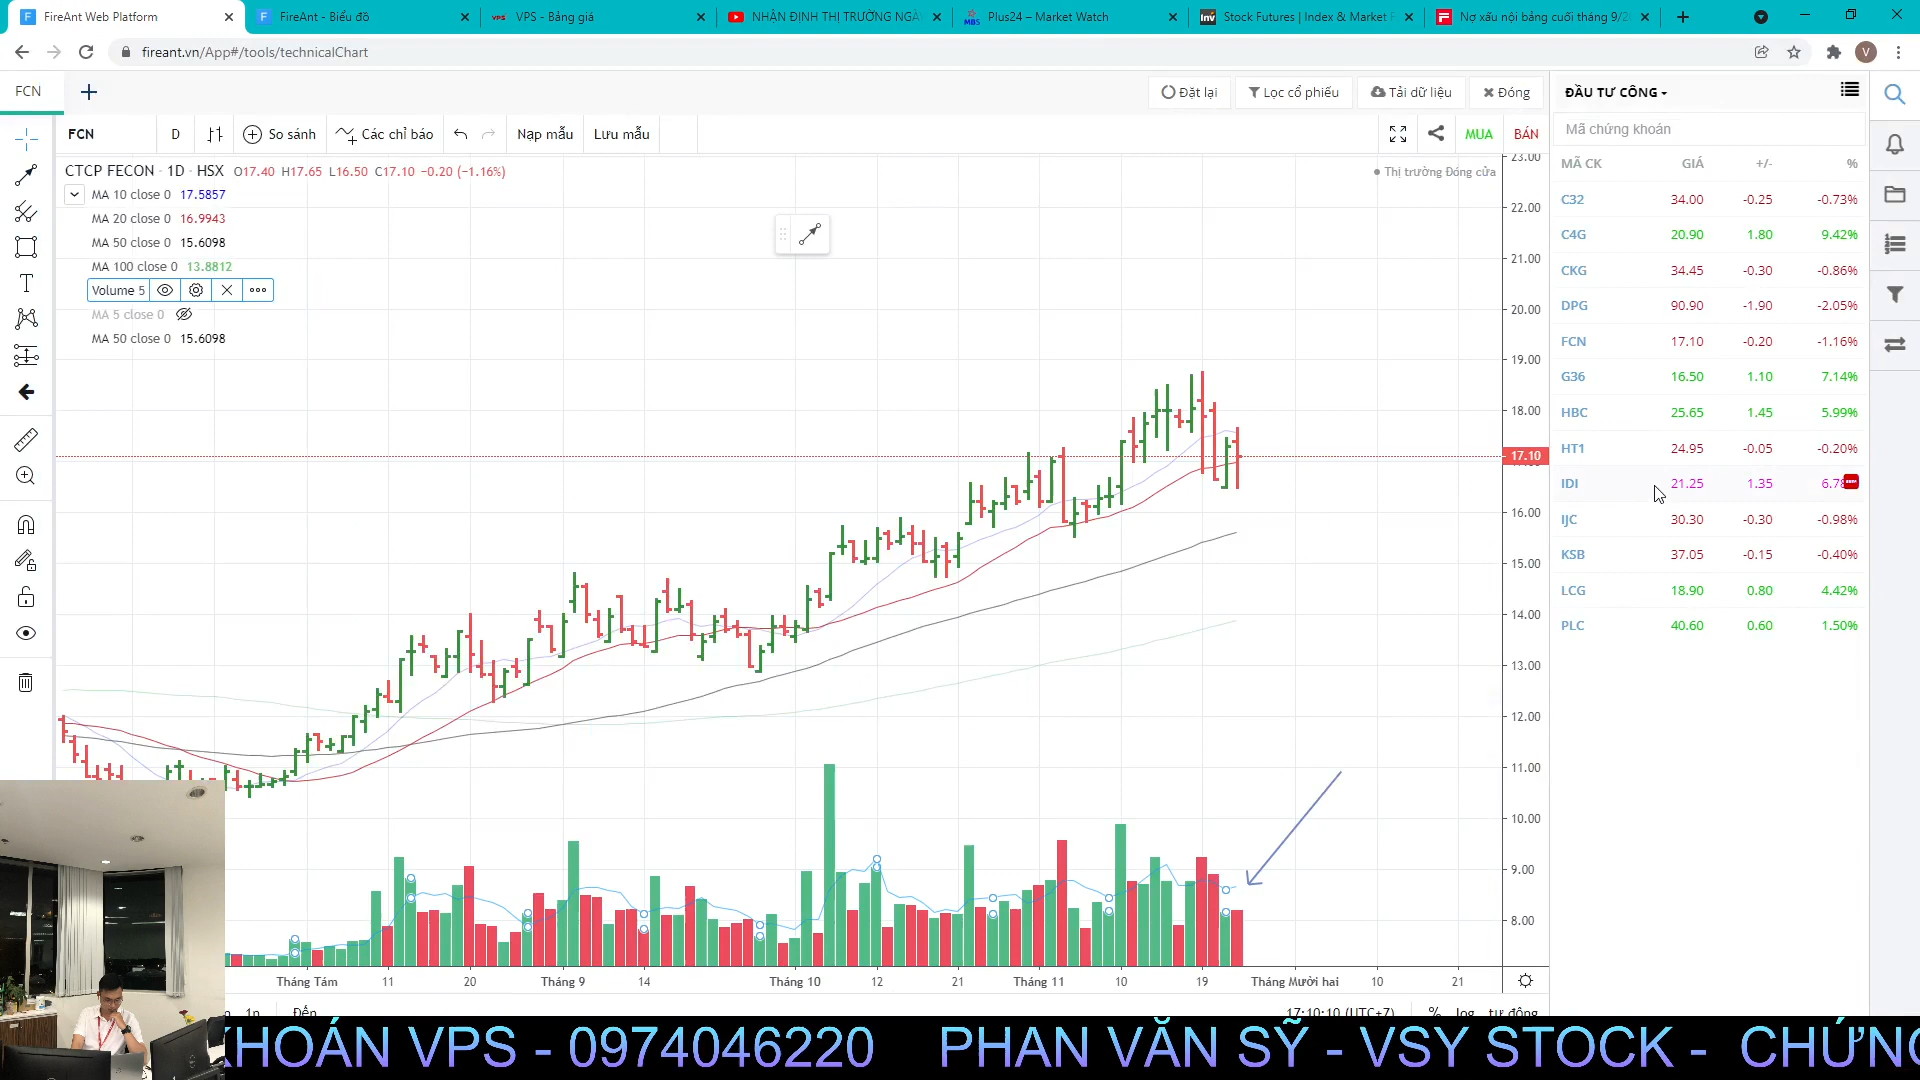 FireAnt Web Platform
FireAnt - Biểu đồ
VPS - Bảng giá
NHẬN ĐỊNH THỊ TRƯỜNG NGÀ
Plus24 – Market Watch
Stock Futures | Index & Market F
Nợ xấu nội bảng cuối tháng 9/2
fireant.vn/App#/tools/technicalChart
V
FCN
Đặt lại
Lọc cổ phiếu
Tải dữ liệu
Đóng
ĐẦU TƯ CÔNG
FCN
D
So sánh
Các chỉ báo
Nạp mẫu
Lưu mẫu
MUA
BÁN
Mã chứng khoán
CTCP FECON · 1D · HSX O17.40 H17.65 L16.50 C17.10 −0.20 (−1.16%)
Thị trường Đóng cửa
MA 10 close 0 17.5857
MA 20 close 0 16.9943
MA 50 close 0 15.6098
MA 100 close 0 13.8812
Volume 5
MA 5 close 0
MA 50 close 0 15.6098
23.00
22.00
21.00
20.00
19.00
18.00
17.10
16.00
15.00
14.00
13.00
12.00
11.00
10.00
9.00
8.00
MÃ CK GIÁ +/- %
C32 34.00 -0.25 -0.73%
C4G 20.90 1.80 9.42%
CKG 34.45 -0.30 -0.86%
DPG 90.90 -1.90 -2.05%
FCN 17.10 -0.20 -1.16%
G36 16.50 1.10 7.14%
HBC 25.65 1.45 5.99%
HT1 24.95 -0.05 -0.20%
IDI 21.25 1.35 6.7
IJC 30.30 -0.30 -0.98%
KSB 37.05 -0.15 -0.40%
LCG 18.90 0.80 4.42%
PLC 40.60 0.60 1.50%
Tháng Tám 11 20 Tháng 9 14 Tháng 10 12 21 Tháng 11 10 19 Tháng Mười hai 10 21
1n Đến
17:10:10 (UTC+7) % log tự động
KHOÁN VPS - 0974046220 PHAN VĂN SỸ - VSY STOCK - CHỨNG